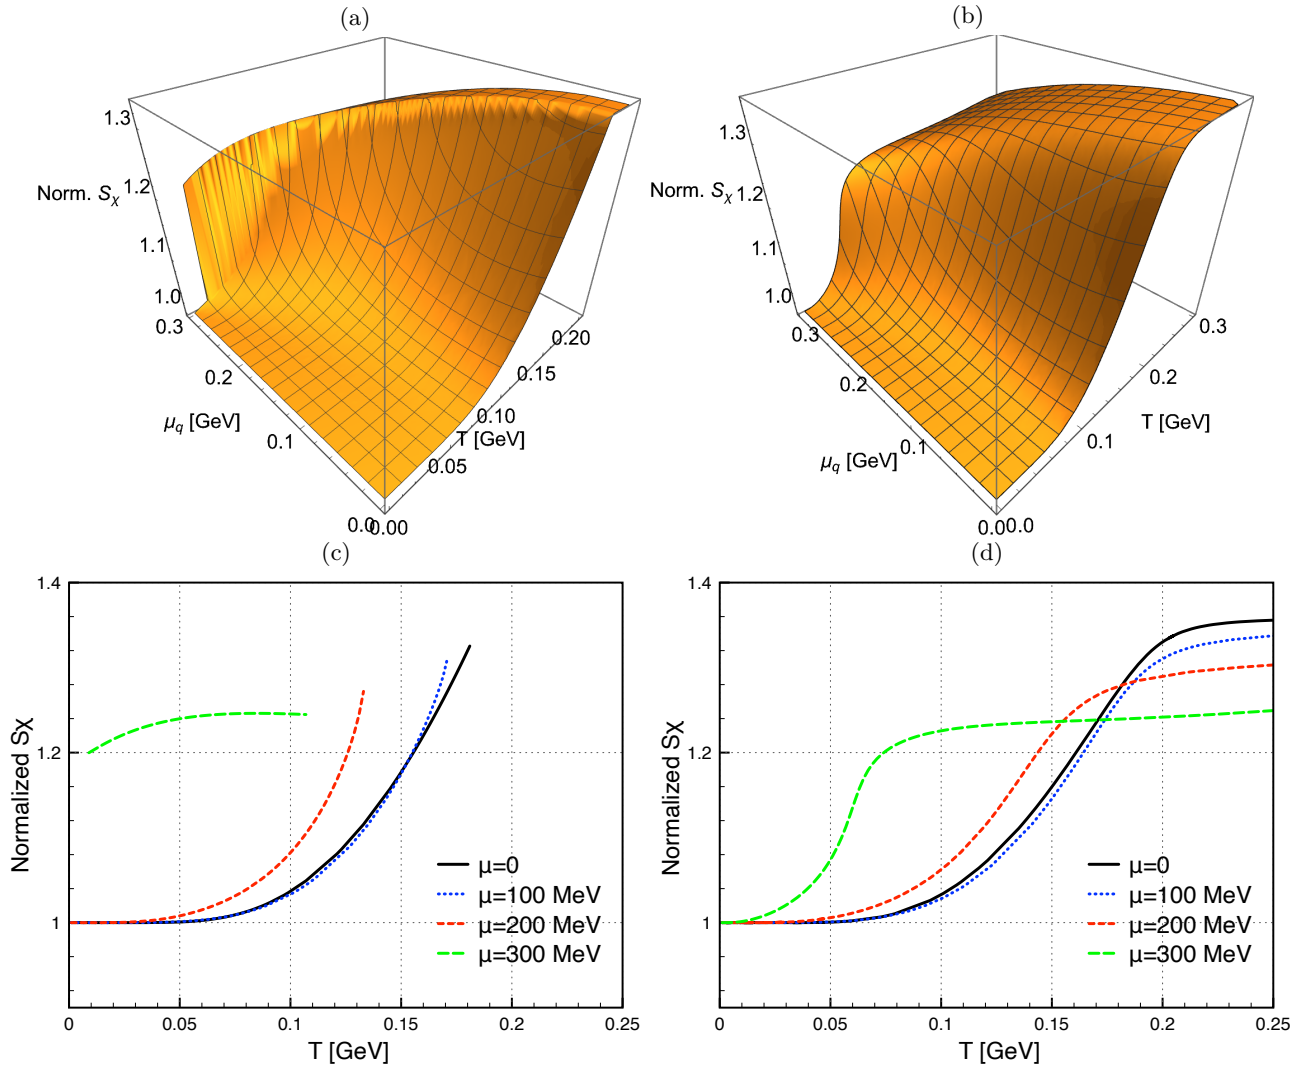 (a)
1.3
Norm. Sχ 1.2
1.1
1.0
0.3
0.2
μq [GeV]
0.1
0.0
0.00
0.05
T [GeV]
0.10
0.15
0.20
(b)
1.3
Norm. Sχ 1.2
1.1
1.0
0.3
0.2
μq [GeV]
0.1
0.0
0.0
0.1
T [GeV]
0.2
0.3
(c)
1.4
1.2
1
Normalized Sχ
μ=0
μ=100 MeV
μ=200 MeV
μ=300 MeV
0 0.05 0.1 0.15 0.2 0.25
T [GeV]
(d)
1.4
1.2
1
Normalized Sχ
μ=0
μ=100 MeV
μ=200 MeV
μ=300 MeV
0 0.05 0.1 0.15 0.2 0.25
T [GeV]